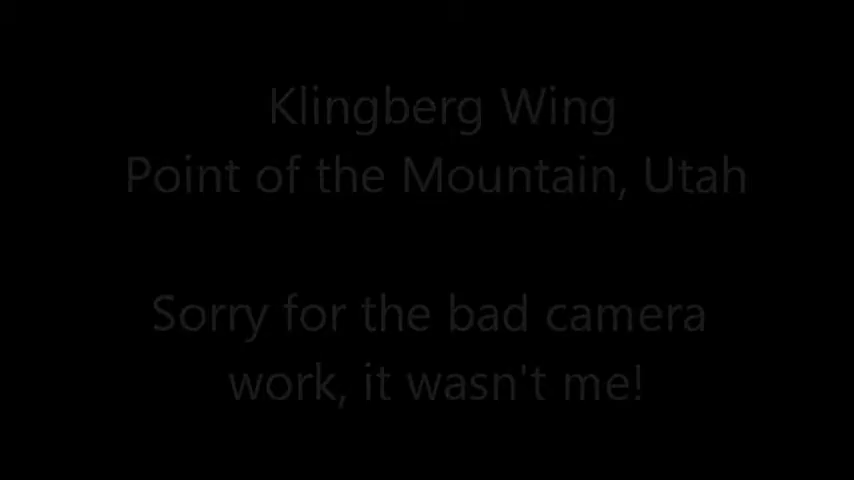 Klingberg Wing
Point of the Mountain, Utah
Sorry for the bad camera
work, it wasn't me!